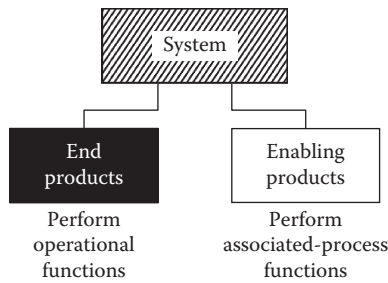 System
End
products
Enabling
products
Perform
operational
functions
Perform
associated-process
functions